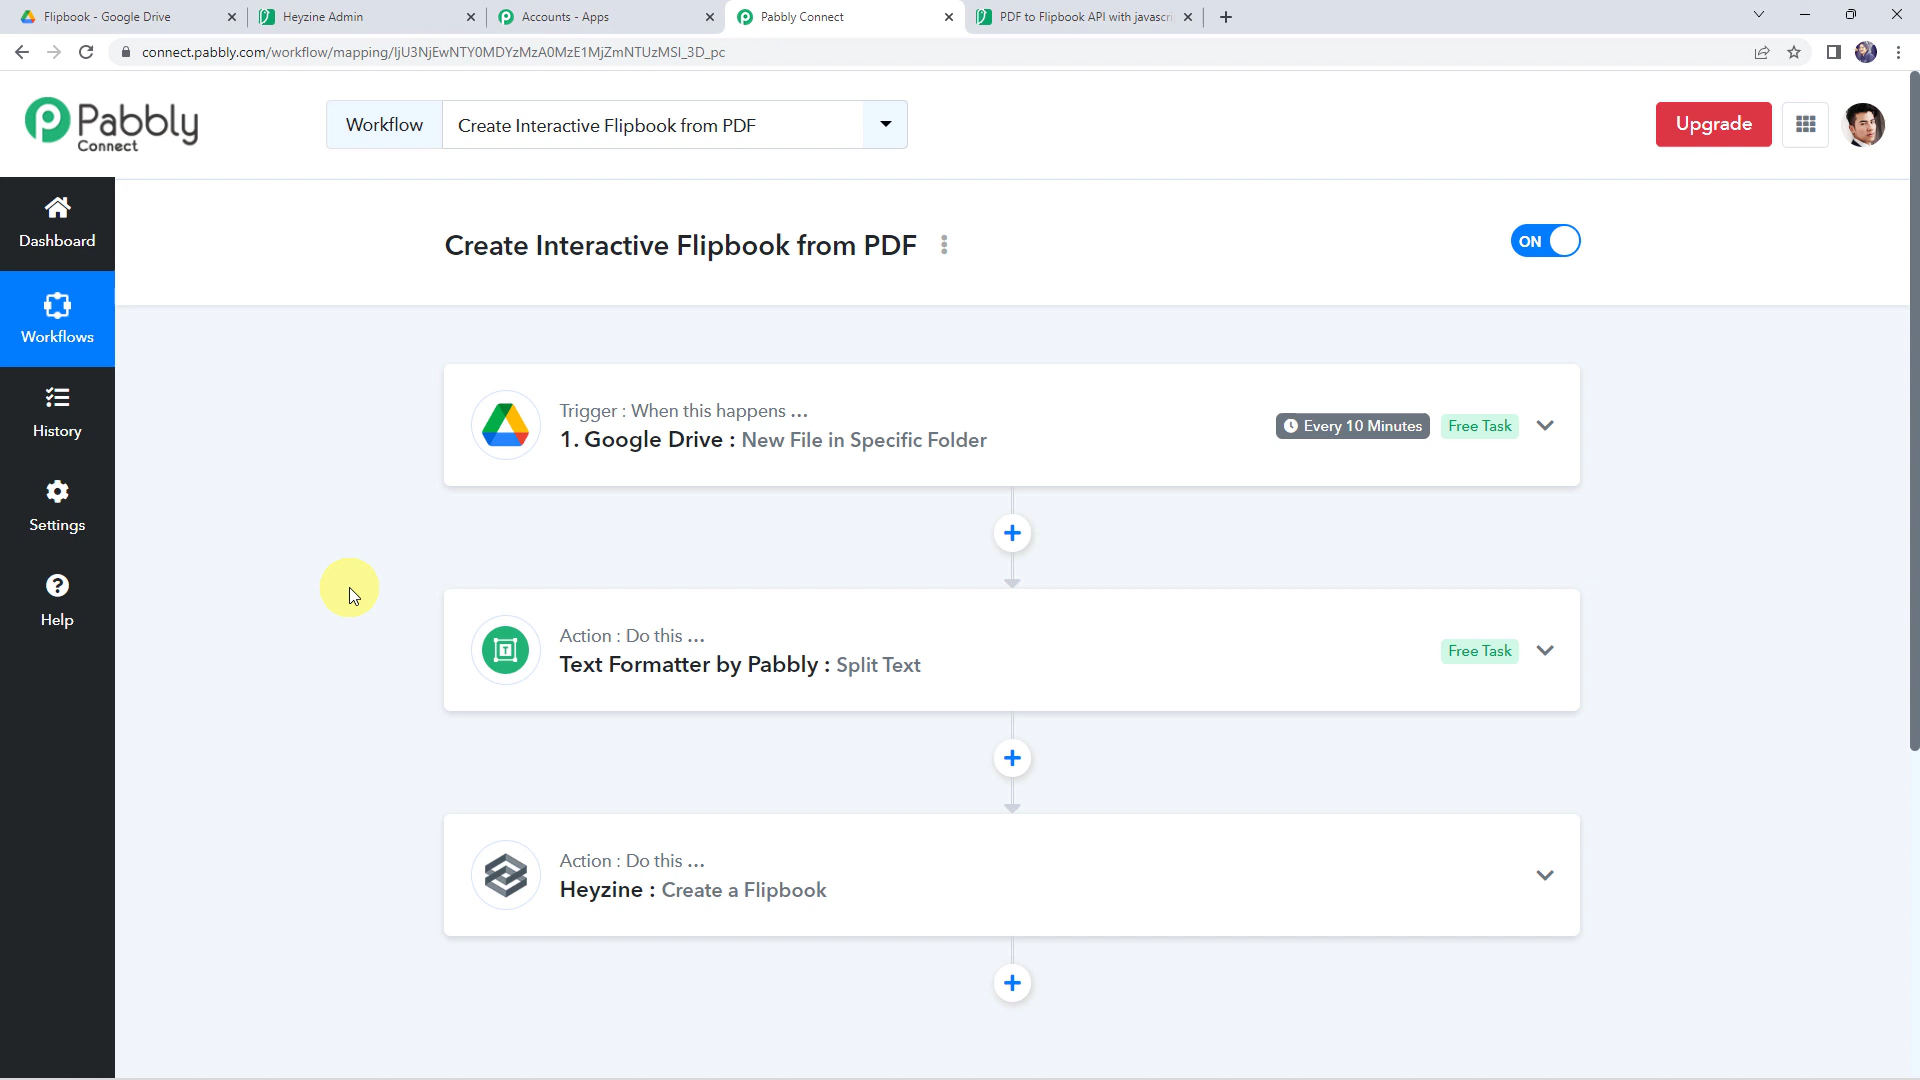 Flipbook - Google Drive
Heyzine Admin
Accounts - Apps
Pabbly Connect
PDF to Flipbook API with javascri
connect.pabbly.com/workflow/mapping/IjU3NjEwNTY0MDYzMzA0MzE1MjZmNTUzMSI_3D_pc
Pabbly
Connect
Workflow
Create Interactive Flipbook from PDF
Upgrade
Dashboard
Workflows
History
Settings
Help
Create Interactive Flipbook from PDF
ON
Trigger : When this happens ...
1. Google Drive : New File in Specific Folder
Every 10 Minutes
Free Task
Action : Do this ...
Text Formatter by Pabbly : Split Text
Free Task
Action : Do this ...
Heyzine : Create a Flipbook